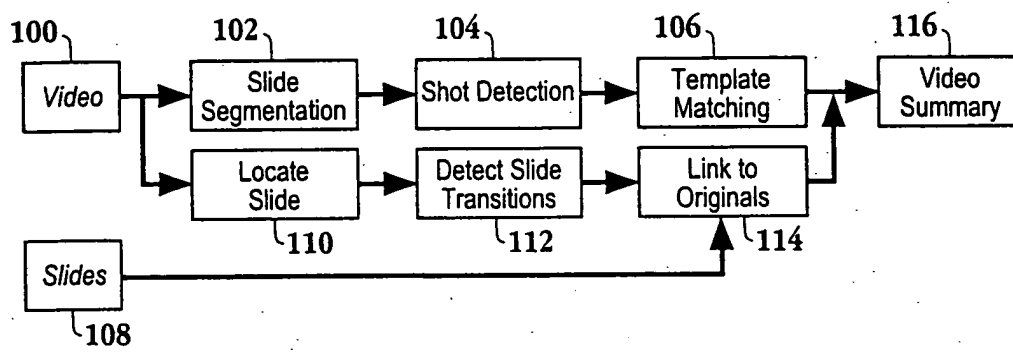 100
102
104
106
116
Video
Slide
Segmentation
Shot Detection
Template
Matching
Video
Summary
Locate
Slide
Detect Slide
Transitions
Link to
Originals
110
112
114
Slides
108